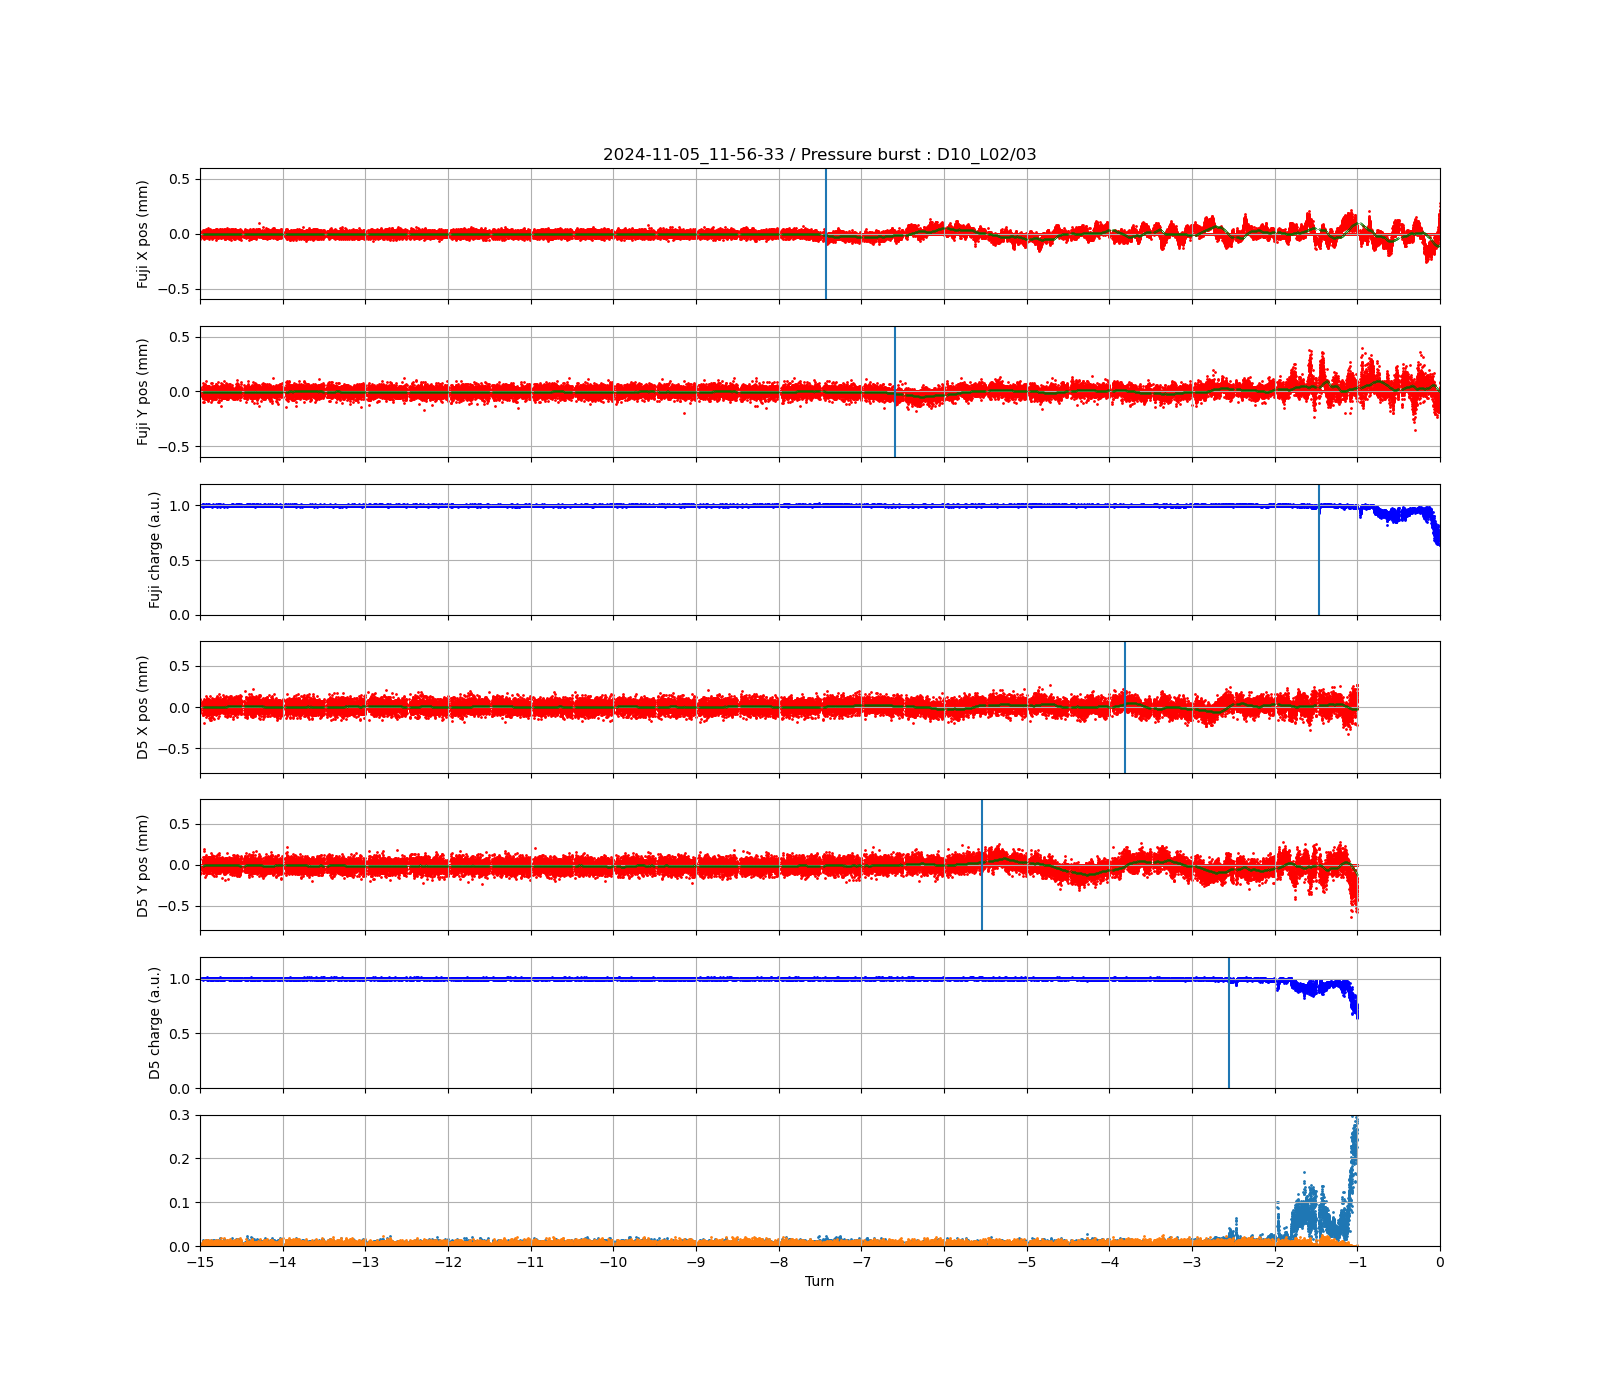 2024-11-05_11-56-33 / Pressure burst : D10_L02/03
Fuji X pos (mm)
0.5
0.0
−0.5
Fuji Y pos (mm)
0.5
0.0
−0.5
Fuji charge (a.u.)
1.0
0.5
0.0
D5 X pos (mm)
0.5
0.0
−0.5
D5 Y pos (mm)
0.5
0.0
−0.5
D5 charge (a.u.)
1.0
0.5
0.0
0.3
0.2
0.1
0.0
−15 −14 −13 −12 −11 −10 −9 −8 −7 −6 −5 −4 −3 −2 −1 0
Turn